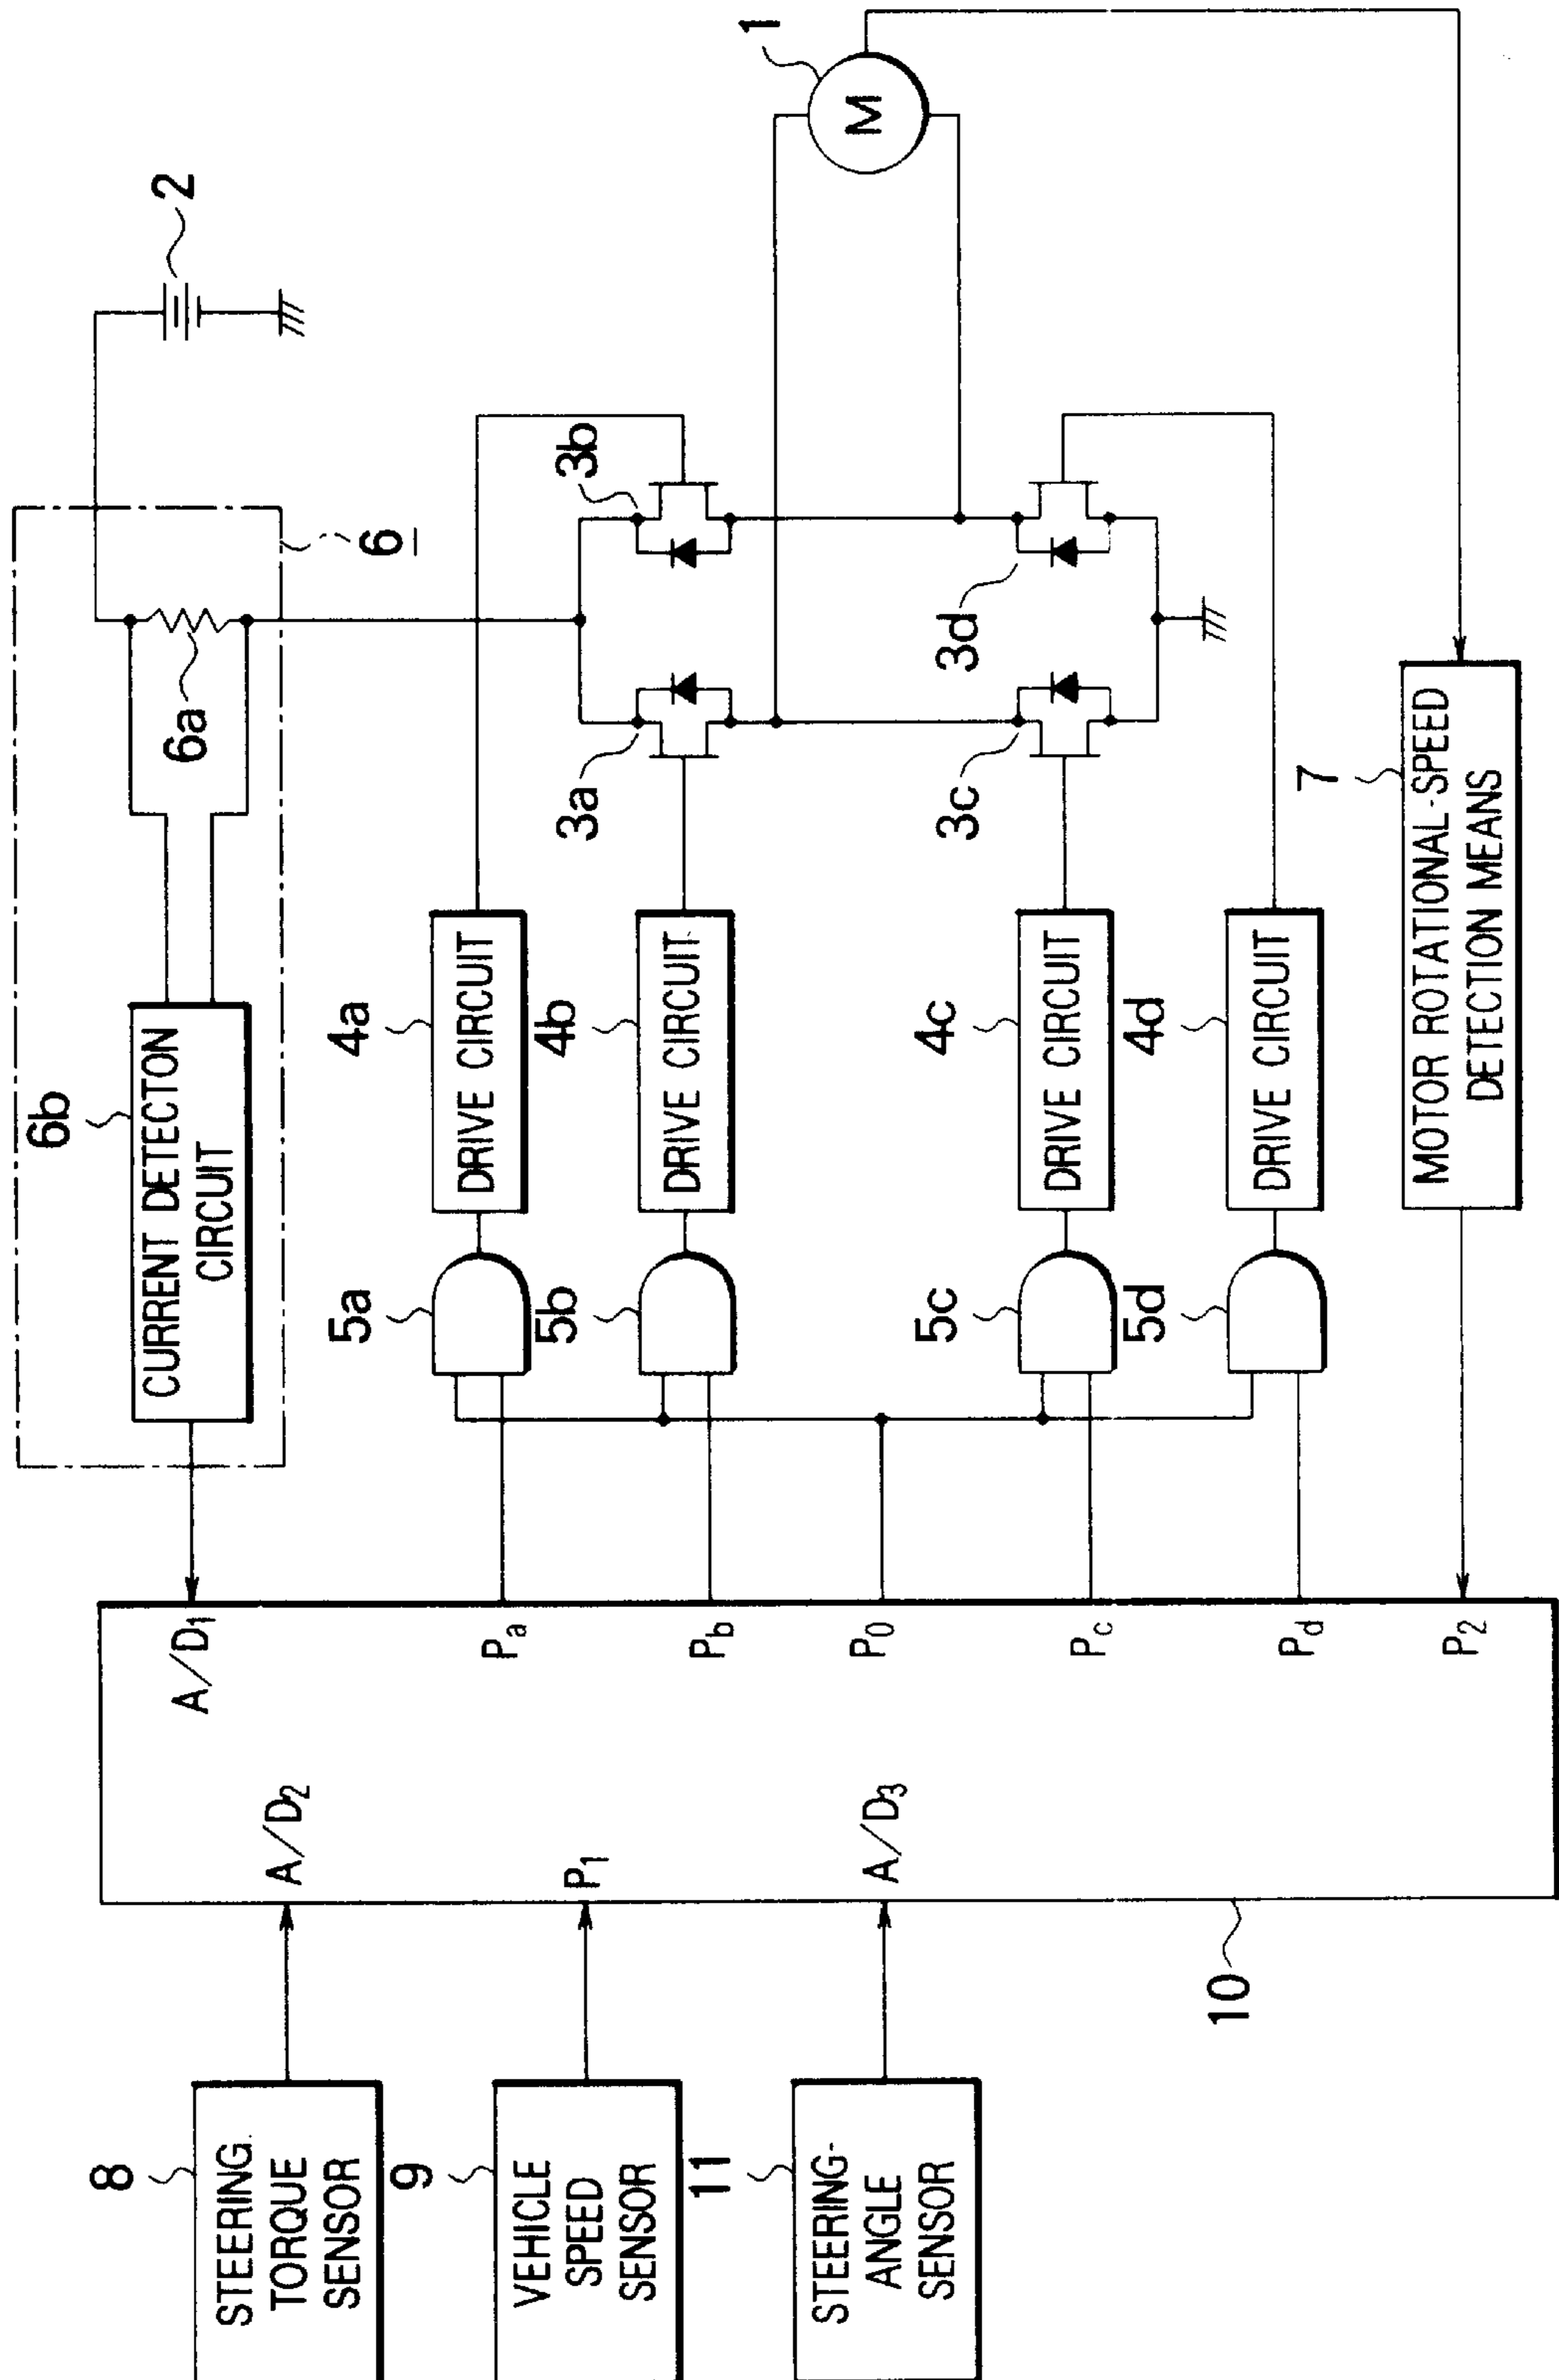 6b
CURRENT DETECTON
CIRCUIT
6a
6
2
1
M
A/D1
8
STEERING
TORQUE
SENSOR
A/D2
9
VEHICLE
SPEED
SENSOR
P1
11
STEERING-
ANGLE
SENSOR
A/D3
10
Pa
Pb
P0
Pc
Pd
P2
5a
5b
5c
5d
4a
DRIVE CIRCUIT
4b
DRIVE CIRCUIT
4c
DRIVE CIRCUIT
4d
DRIVE CIRCUIT
3a
3b
3c
3d
7
MOTOR ROTATIONAL-SPEED
DETECTION MEANS